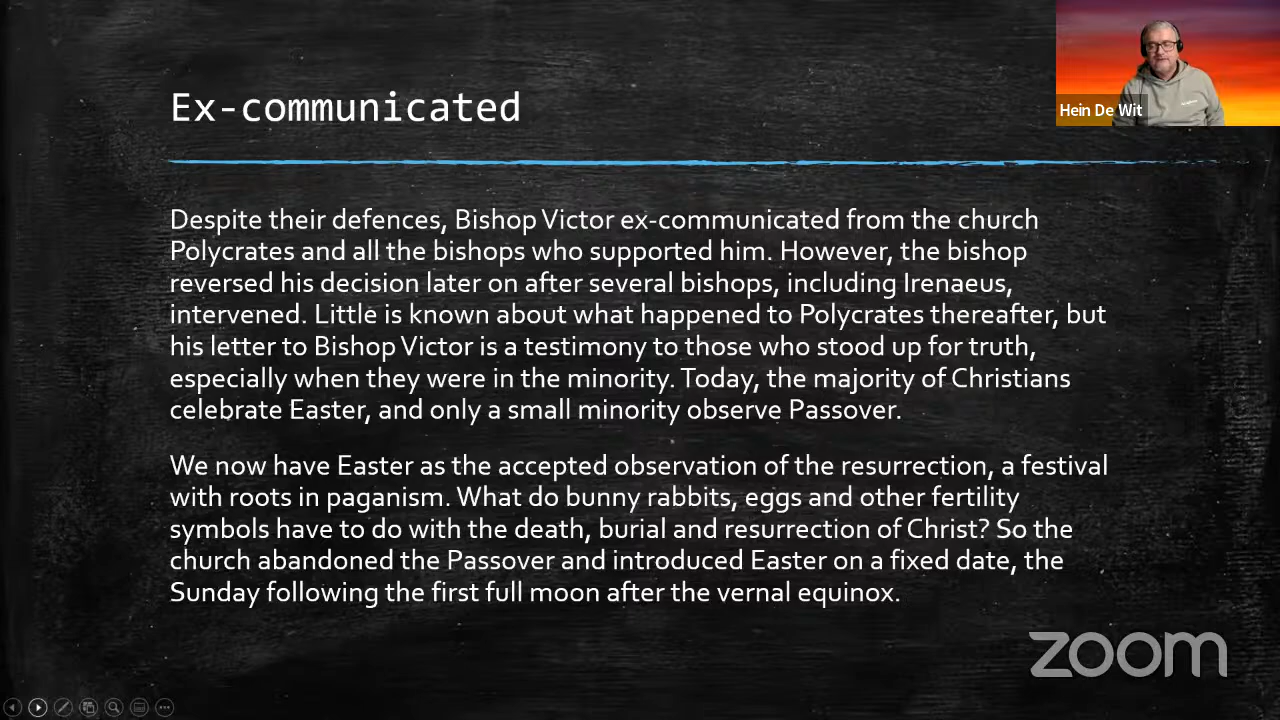 Ex-communicated
Hein De Wit
Despite their defences, Bishop Victor ex-communicated from the church
Polycrates and all the bishops who supported him. However, the bishop
reversed his decision later on after several bishops, including Irenaeus,
intervened. Little is known about what happened to Polycrates thereafter, but
his letter to Bishop Victor is a testimony to those who stood up for truth,
especially when they were in the minority. Today, the majority of Christians
celebrate Easter, and only a small minority observe Passover.
We now have Easter as the accepted observation of the resurrection, a festival
with roots in paganism. What do bunny rabbits, eggs and other fertility
symbols have to do with the death, burial and resurrection of Christ? So the
church abandoned the Passover and introduced Easter on a fixed date, the
Sunday following the first full moon after the vernal equinox.
zoom